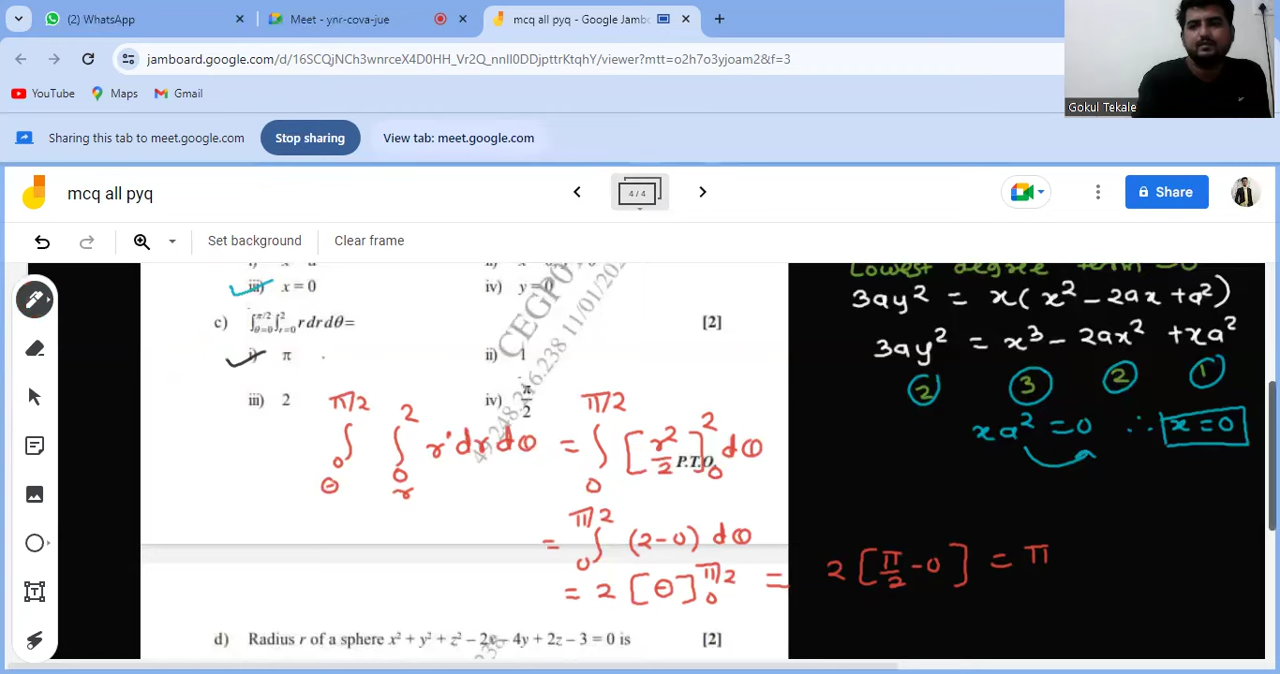 (2) WhatsApp
Meet - ynr-cova-jue
mcq all pyq - Google Jambo
jamboard.google.com/d/16SCQjNCh3wnrceX4D0HH_Vr2Q_nnlI0DDjpttrKtqhY/viewer?mtt=o2h7o3yjoam2&f=3
Gokul Tekale
YouTube Maps Gmail
Sharing this tab to meet.google.com Stop sharing View tab: meet.google.com
mcq all pyq
4 / 4
Share
Set background Clear frame
iii) x = 0
iv) y = 0
c) ∫_{θ=0}^{π/2} ∫_{r=0}^{2} r dr dθ = [2]
i) π
ii) 1
iii) 2
iv) π/2
∫_0^{π/2} ∫_0^2 r' dr dθ = ∫_0^{π/2} [r²/2]_0^2 dθ
θ r
P.T.O.
= ∫_0^{π/2} (2-0) dθ
= 2 [θ]_0^{π/2} = 2 [π/2 - 0] = π
d) Radius r of a sphere x² + y² + z² − 2x − 4y + 2z − 3 = 0 is [2]
Lowest degree term = 0
3ay² = x(x² - 2ax + a²)
3ay² = x³ - 2ax² + xa²
2 3 2 1
xa² = 0 ∴ x=0